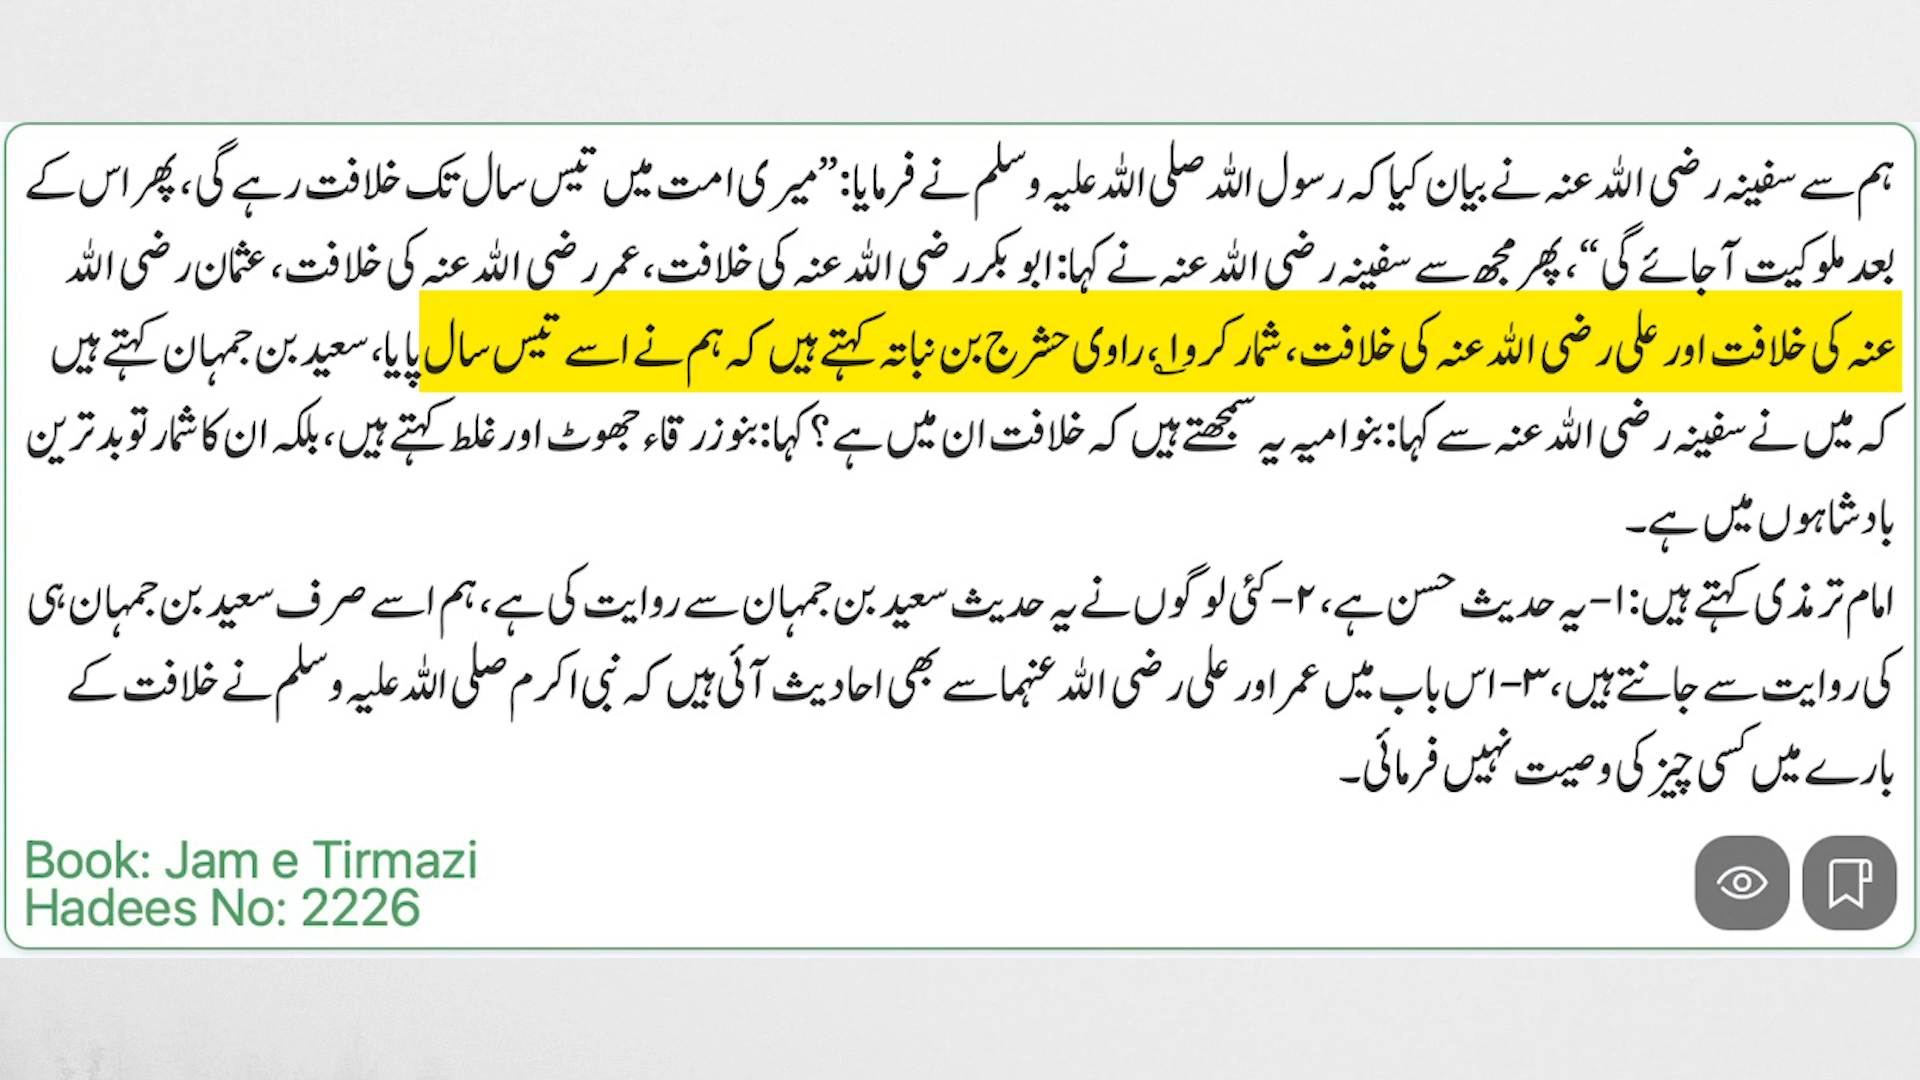 ہم سے سفینہ رضی اللہ عنہ نے بیان کیا کہ رسول اللہ صلی اللہ علیہ وسلم نے فرمایا: ”میری امت میں تیس سال تک خلافت رہے گی، پھر اس کے
بعد ملوکیت آ جائے گی“، پھر مجھ سے سفینہ رضی اللہ عنہ نے کہا: ابوبکر رضی اللہ عنہ کی خلافت، عمر رضی اللہ عنہ کی خلافت، عثمان رضی اللہ
عنہ کی خلافت اور علی رضی اللہ عنہ کی خلافت، شمار کرو ۱؎، راوی حشرج بن نباتہ کہتے ہیں کہ ہم نے اسے تیس سال پایا، سعید بن جمہان کہتے ہیں
کہ میں نے سفینہ رضی اللہ عنہ سے کہا: بنو امیہ یہ سمجھتے ہیں کہ خلافت ان میں ہے؟ کہا: بنو زرقاء جھوٹ اور غلط کہتے ہیں، بلکہ ان کا شمار تو بدترین
بادشاہوں میں ہے۔
امام ترمذی کہتے ہیں: ۱- یہ حدیث حسن ہے، ۲- کئی لوگوں نے یہ حدیث سعید بن جمہان سے روایت کی ہے، ہم اسے صرف سعید بن جمہان ہی
کی روایت سے جانتے ہیں، ۳- اس باب میں عمر اور علی رضی اللہ عنہما سے بھی احادیث آئی ہیں کہ نبی اکرم صلی اللہ علیہ وسلم نے خلافت کے
بارے میں کسی چیز کی وصیت نہیں فرمائی۔
Book: Jam e Tirmazi
Hadees No: 2226